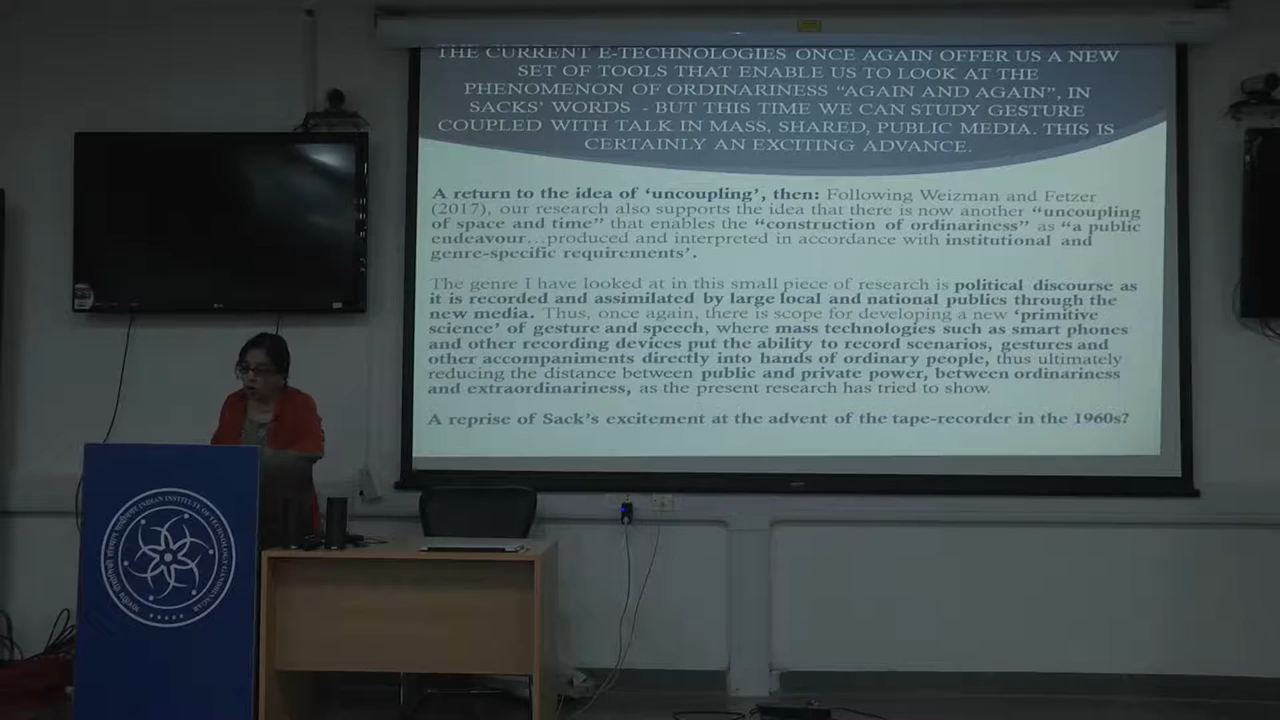 THE CURRENT E-TECHNOLOGIES ONCE AGAIN OFFER US A NEW
SET OF TOOLS THAT ENABLE US TO LOOK AT THE
PHENOMENON OF ORDINARINESS “AGAIN AND AGAIN”, IN
SACKS’ WORDS - BUT THIS TIME WE CAN STUDY GESTURE
COUPLED WITH TALK IN MASS, SHARED, PUBLIC MEDIA. THIS IS
CERTAINLY AN EXCITING ADVANCE.
A return to the idea of ‘uncoupling’, then: Following Weizman and Fetzer
(2017), our research also supports the idea that there is now another “uncoupling
of space and time” that enables the “construction of ordinariness” as “a public
endeavour…produced and interpreted in accordance with institutional and
genre-specific requirements’.
The genre I have looked at in this small piece of research is political discourse as
it is recorded and assimilated by large local and national publics through the
new media. Thus, once again, there is scope for developing a new ‘primitive
science’ of gesture and speech, where mass technologies such as smart phones
and other recording devices put the ability to record scenarios, gestures and
other accompaniments directly into hands of ordinary people, thus ultimately
reducing the distance between public and private power, between ordinariness
and extraordinariness, as the present research has tried to show.
A reprise of Sack’s excitement at the advent of the tape-recorder in the 1960s?
INDIAN INSTITUTE OF TECHNOLOGY GANDHINAGAR